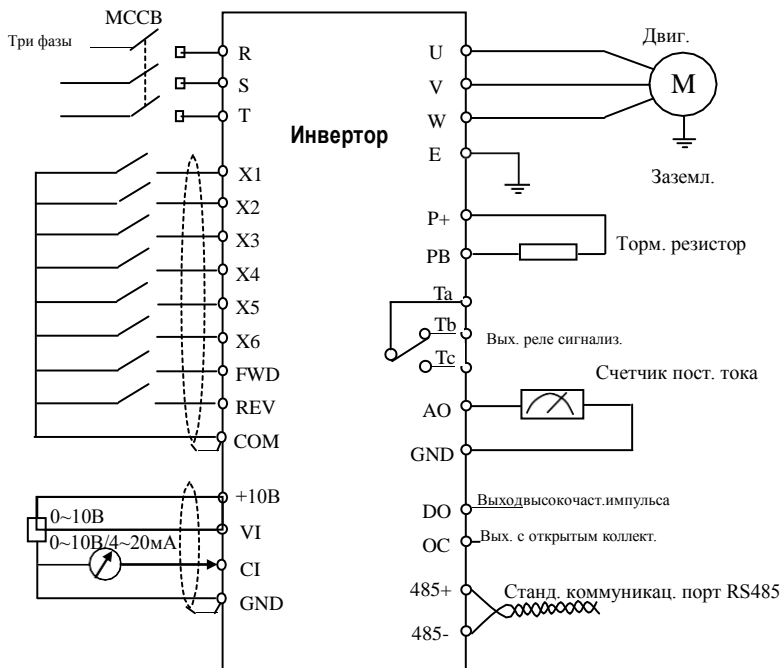 МССВ
Три фазы
R
S
T
Инвертор
X1
X2
X3
X4
X5
X6
FWD
REV
COM
+10В
0~10В
VI
0~10В/4~20мА
CI
GND
U
V
W
E
Двиг.
M
Заземл.
P+
PB
Торм. резистор
Ta
Tb
Tc
Вых. реле сигнализ.
Счетчик пост. тока
AO
GND
DO
Выходвысокочаст.импульса
OC
Вых. с открытым коллект.
485+
Станд. коммуникац. порт RS485
485-